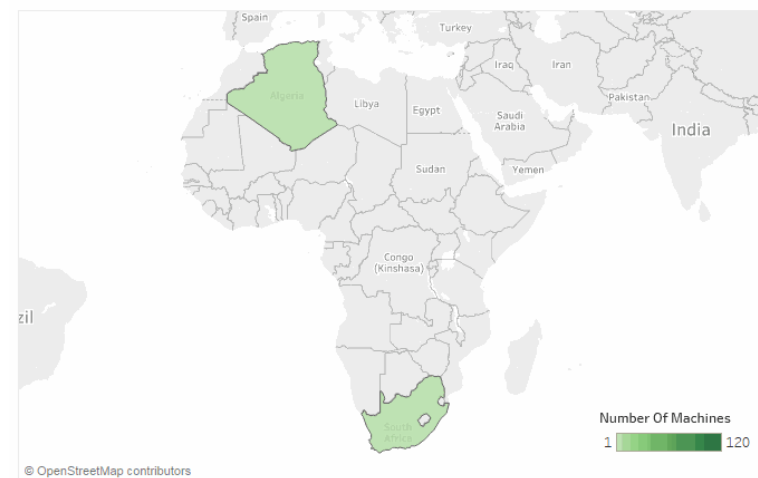 Spain
Turkey
Iraq
Iran
Algeria
Libya
Egypt
Pakistan
Saudi
Arabia
India
Sudan
Yemen
Congo
(Kinshasa)
zil
South
Africa
Number Of Machines
1 120
© OpenStreetMap contributors